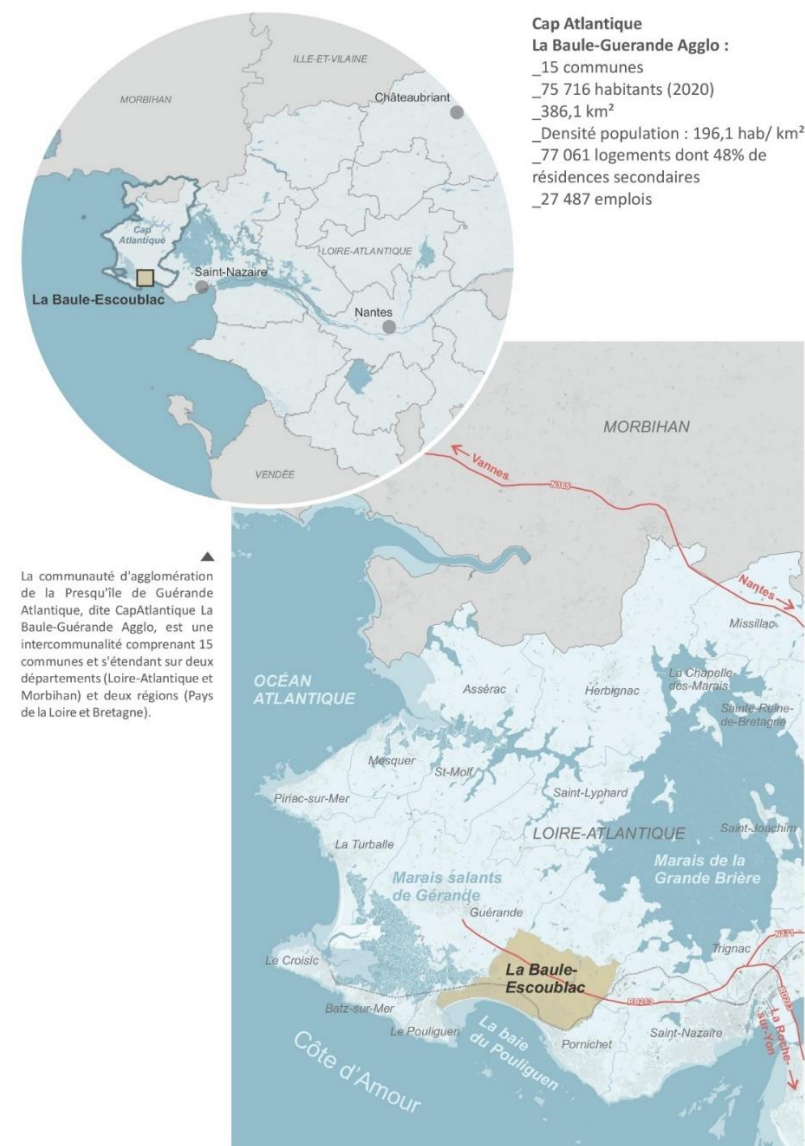 Cap Atlantique
La Baule-Guerande Agglo :
_15 communes
_75 716 habitants (2020)
_386,1 km²
_Densité population : 196,1 hab/ km²
_77 061 logements dont 48% de
résidences secondaires
_27 487 emplois
ILLE-ET-VILAINE
MORBIHAN
Châteaubriant
Cap
Atlantique
LOIRE-ATLANTIQUE
Saint-Nazaire
La Baule-Escoublac
Nantes
VENDÉE
La communauté d'agglomération
de la Presqu'île de Guérande
Atlantique, dite CapAtlantique La
Baule-Guérande Agglo, est une
intercommunalité comprenant 15
communes et s'étendant sur deux
départements (Loire-Atlantique et
Morbihan) et deux régions (Pays
de la Loire et Bretagne).
MORBIHAN
Vannes
N165
Nantes
Missillac
OCÉAN
ATLANTIQUE
Assérac
Herbignac
La Chapelle-
des-Marais
Sainte-Reine-
de-Bretagne
Mesquer
St-Molf
Piriac-sur-Mer
Saint-Lyphard
La Turballe
LOIRE-ATLANTIQUE
Saint-Joachim
Marais de la
Grande Brière
Marais salants
de Gérande
Guérande
Le Croisic
La Baule-
Escoublac
Trignac
N171
RD213
Batz-sur-Mer
Le Pouliguen
La baie
du Pouliguen
Pornichet
Saint-Nazaire
La Roche-
sur-Yon
Côte d'Amour